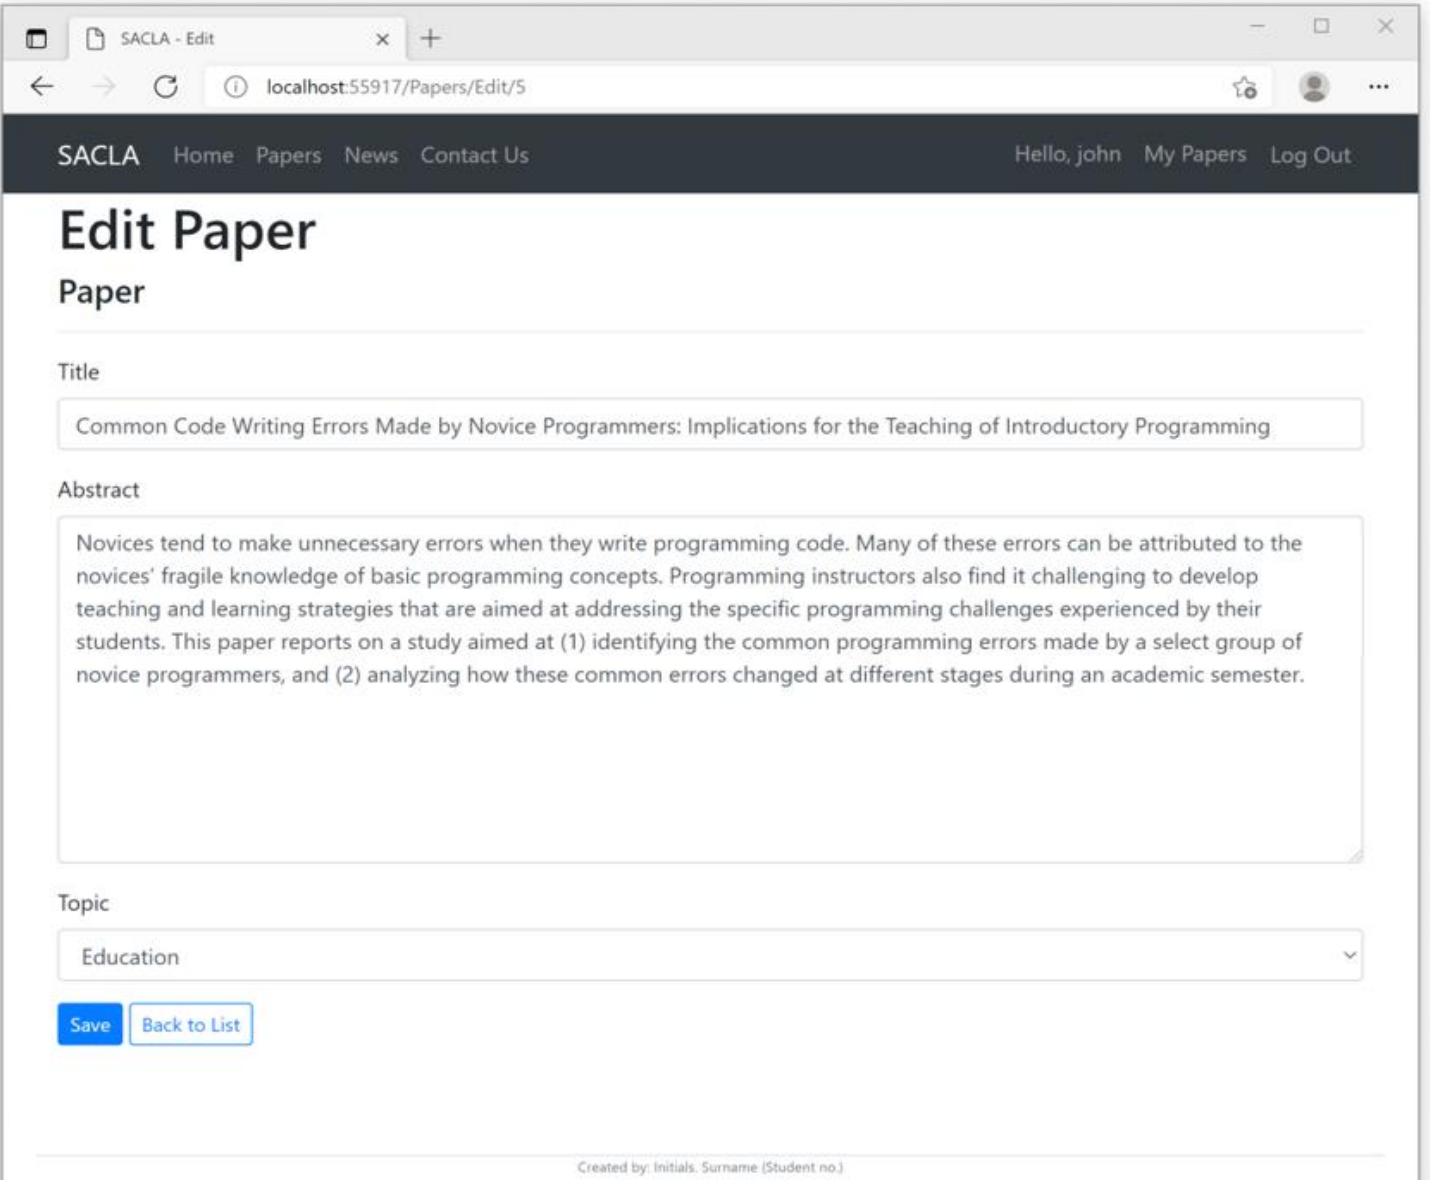 SACLA - Edit
localhost:55917/Papers/Edit/5
SACLA Home Papers News Contact Us Hello, john My Papers Log Out
Edit Paper
Paper
Title
Common Code Writing Errors Made by Novice Programmers: Implications for the Teaching of Introductory Programming
Abstract
Novices tend to make unnecessary errors when they write programming code. Many of these errors can be attributed to the
novices' fragile knowledge of basic programming concepts. Programming instructors also find it challenging to develop
teaching and learning strategies that are aimed at addressing the specific programming challenges experienced by their
students. This paper reports on a study aimed at (1) identifying the common programming errors made by a select group of
novice programmers, and (2) analyzing how these common errors changed at different stages during an academic semester.
Topic
Education
Save Back to List
Created by: Initials. Surname (Student no.)